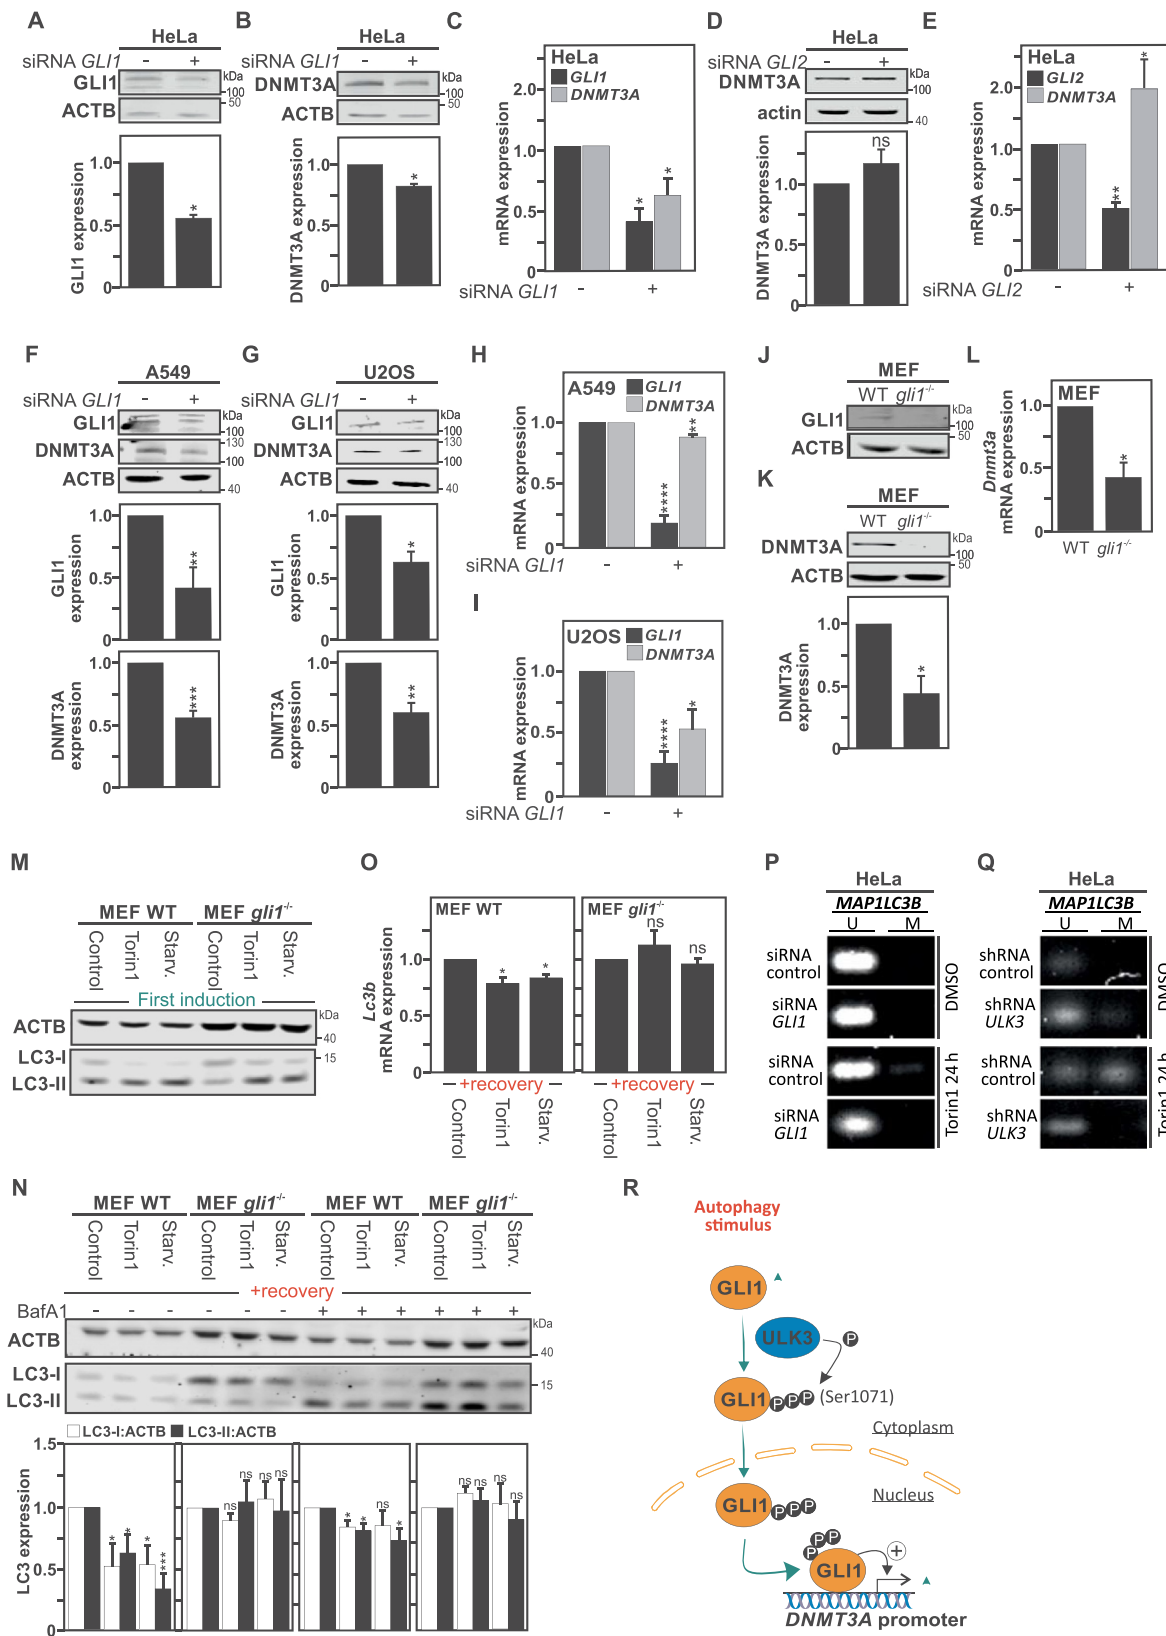 A
HeLa
siRNA GLI1 - +
GLI1
kDa
100
ACTB
50
GLI1 expression
1.0
0.5
0
*
B
HeLa
siRNA GLI1 - +
DNMT3A
kDa
100
ACTB
50
DNMT3A expression
1.0
0.5
0
*
C
HeLa
GLI1
DNMT3A
mRNA expression
2.0
1.0
1.0
0
* *
siRNA GLI1 - +
D
HeLa
siRNA GLI2 - +
DNMT3A
kDa
100
actin
40
DNMT3A expression
1.0
0.5
0
ns
E
HeLa
GLI2
DNMT3A
mRNA expression
2.0
1.0
1.0
0
** *
siRNA GLI2 - +
F
A549
siRNA GLI1 - +
GLI1
kDa
100
DNMT3A
130
100
ACTB
40
GLI1 expression
1.0
0.5
0
**
DNMT3A expression
1.0
0.5
0
***
G
U2OS
siRNA GLI1 - +
GLI1
kDa
100
DNMT3A
130
100
ACTB
40
GLI1 expression
1.0
0.5
0
*
DNMT3A expression
1.0
0.5
0
**
H
A549
GLI1
DNMT3A
mRNA expression
1.0
0.5
0
**** **
siRNA GLI1 - +
I
U2OS
GLI1
DNMT3A
mRNA expression
1.0
0.5
0
**** *
siRNA GLI1 - +
J
MEF
WT gli1-/-
GLI1
kDa
100
ACTB
50
K
MEF
WT gli1-/-
DNMT3A
kDa
100
ACTB
50
DNMT3A expression
1.0
0.5
0
*
L
MEF
Dnmt3a mRNA expression
1.0
0.5
0
*
WT gli1-/-
M
MEF WT MEF gli1-/-
Control Torin1 Starv. Control Torin1 Starv.
First induction
ACTB
kDa
40
LC3-I
15
LC3-II
O
MEF WT MEF gli1-/-
Lc3b mRNA expression
1.0
0.5
0
* * ns ns
+recovery +recovery
Control Torin1 Starv. Control Torin1 Starv.
P
HeLa
MAP1LC3B
U M
siRNA control
siRNA GLI1
DMSO
siRNA control
siRNA GLI1
Torin1 24 h
Q
HeLa
MAP1LC3B
U M
shRNA control
shRNA ULK3
DMSO
shRNA control
shRNA ULK3
Torin1 24 h
N
MEF WT MEF gli1-/- MEF WT MEF gli1-/-
Control Torin1 Starv. Control Torin1 Starv. Control Torin1 Starv. Control Torin1 Starv.
+recovery
BafA1 - - - - - - + + + + + +
ACTB
kDa
40
LC3-I
15
LC3-II
LC3-I:ACTB LC3-II:ACTB
LC3 expression
1.5
1.0
0.5
0
* * * *** ns ns ns ns * * ns * ns ns ns ns
R
Autophagy
stimulus
GLI1
ULK3 P
GLI1 P P P (Ser1071)
Cytoplasm
Nucleus
GLI1 P P P
P P P
GLI1 +
DNMT3A promoter